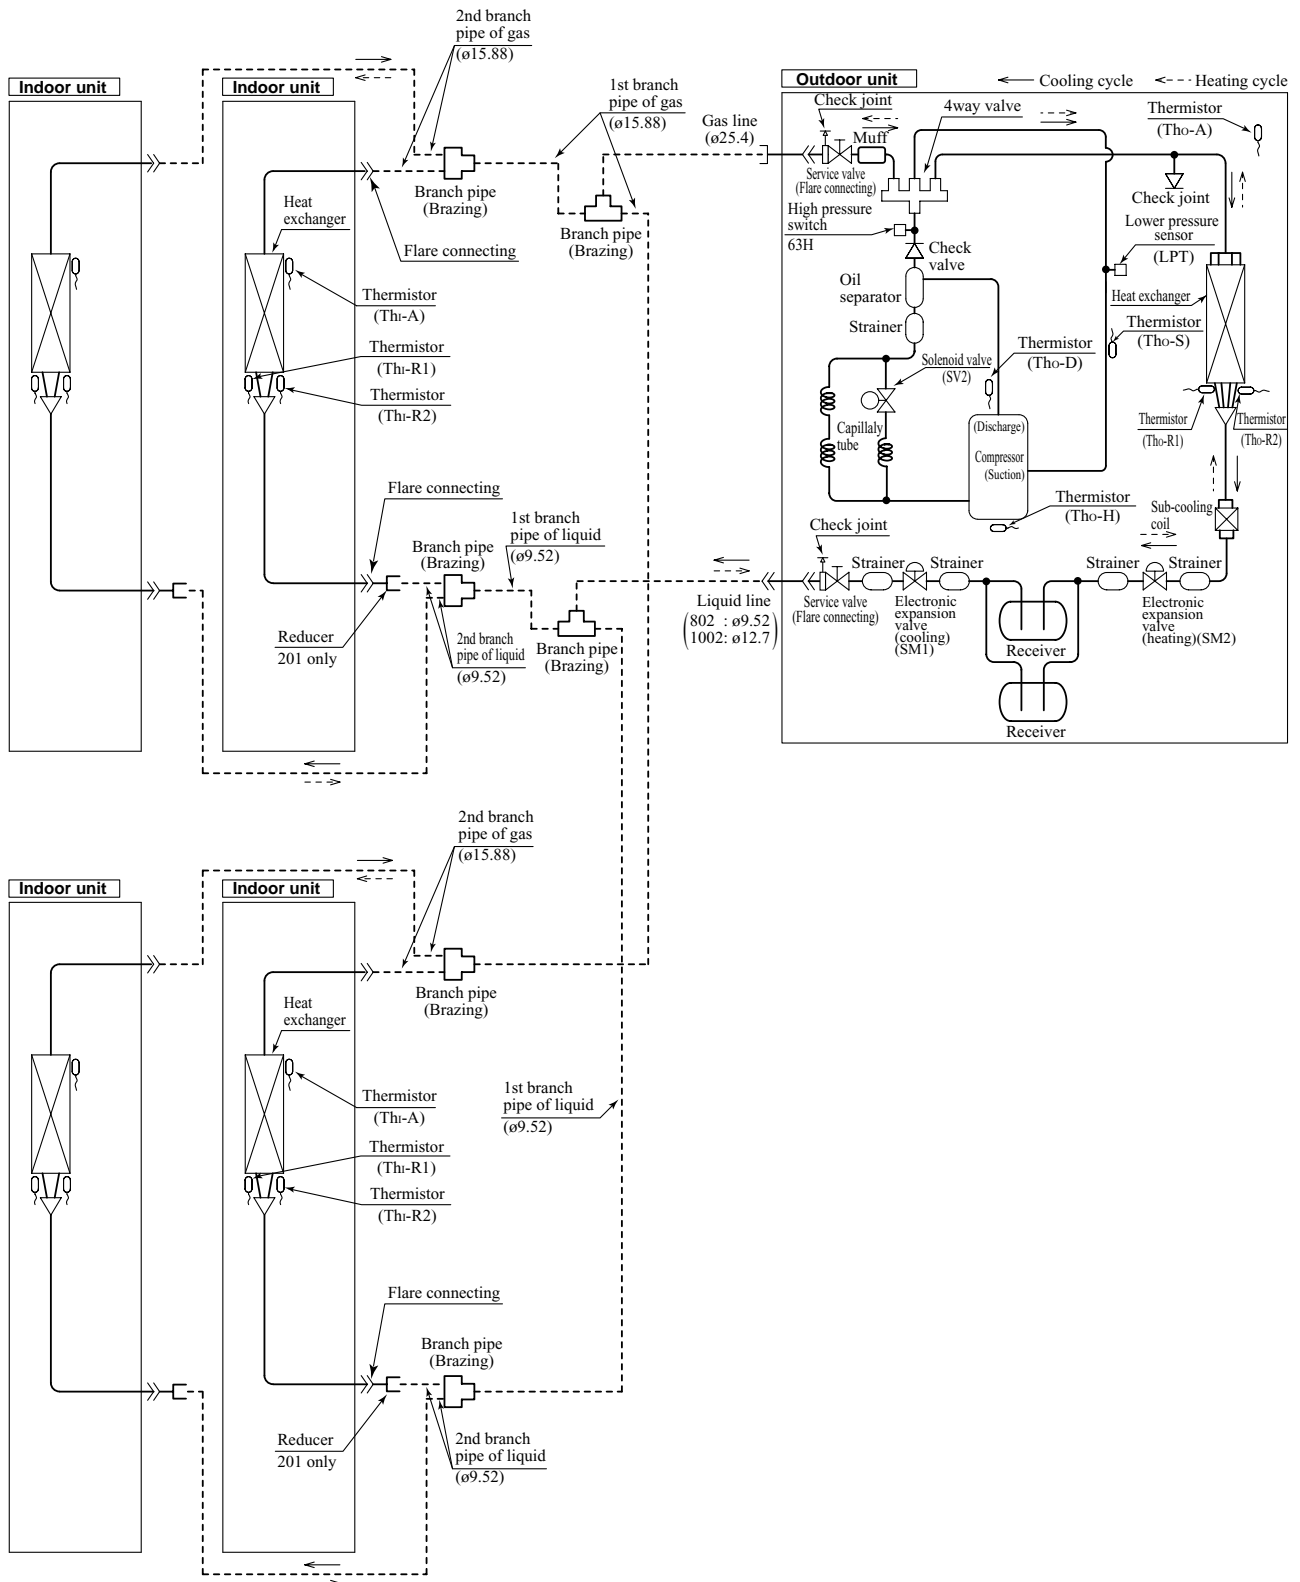 2nd branch
pipe of gas
(ø15.88)
Indoor unit
Indoor unit
1st branch
pipe of gas
(ø15.88)
Gas line
(ø25.4)
Outdoor unit
Cooling cycle
Heating cycle
Check joint
4way valve
Thermistor
(Tho-A)
Muff
Service valve
(Flare connecting)
Check joint
Branch pipe
(Brazing)
Heat
exchanger
Flare connecting
Branch pipe
(Brazing)
High pressure
switch
63H
Check
valve
Lower pressure
sensor
(LPT)
Oil
separator
Heat exchanger
Strainer
Thermistor
(Tho-S)
Thermistor
(ThI-A)
Thermistor
(ThI-R1)
Thermistor
(ThI-R2)
Solenoid valve
(SV2)
Thermistor
(Tho-D)
Capillaly
tube
(Discharge)
Compressor
(Suction)
Thermistor
(Tho-R1)
Thermistor
(Tho-R2)
Thermistor
(Tho-H)
Sub-cooling
coil
Flare connecting
Branch pipe
(Brazing)
1st branch
pipe of liquid
(ø9.52)
Check joint
Strainer
Strainer
Strainer
Strainer
Liquid line
(802 : ø9.52
1002: ø12.7)
Service valve
(Flare connecting)
Electronic
expansion
valve
(cooling)
(SM1)
Receiver
Electronic
expansion
valve
(heating)(SM2)
Receiver
Reducer
201 only
2nd branch
pipe of liquid
(ø9.52)
Branch pipe
(Brazing)
2nd branch
pipe of gas
(ø15.88)
Indoor unit
Indoor unit
Branch pipe
(Brazing)
Heat
exchanger
Thermistor
(ThI-A)
Thermistor
(ThI-R1)
Thermistor
(ThI-R2)
1st branch
pipe of liquid
(ø9.52)
Flare connecting
Branch pipe
(Brazing)
Reducer
201 only
2nd branch
pipe of liquid
(ø9.52)